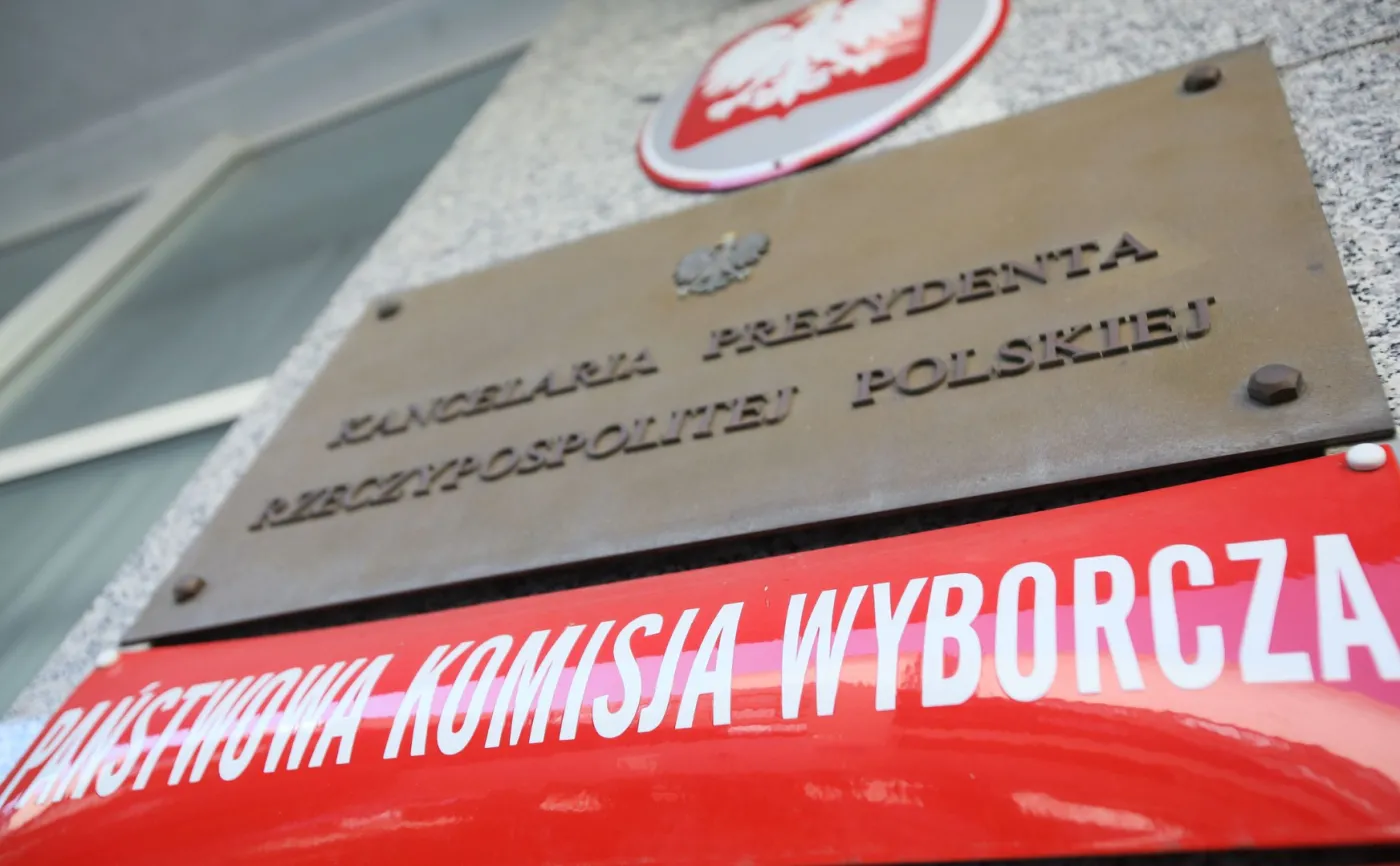 KANCELARIA PREZYDENTA
RZECZYPOSPOLITEJ POLSKIEJ
PAŃSTWOWA KOMISJA WYBORCZA